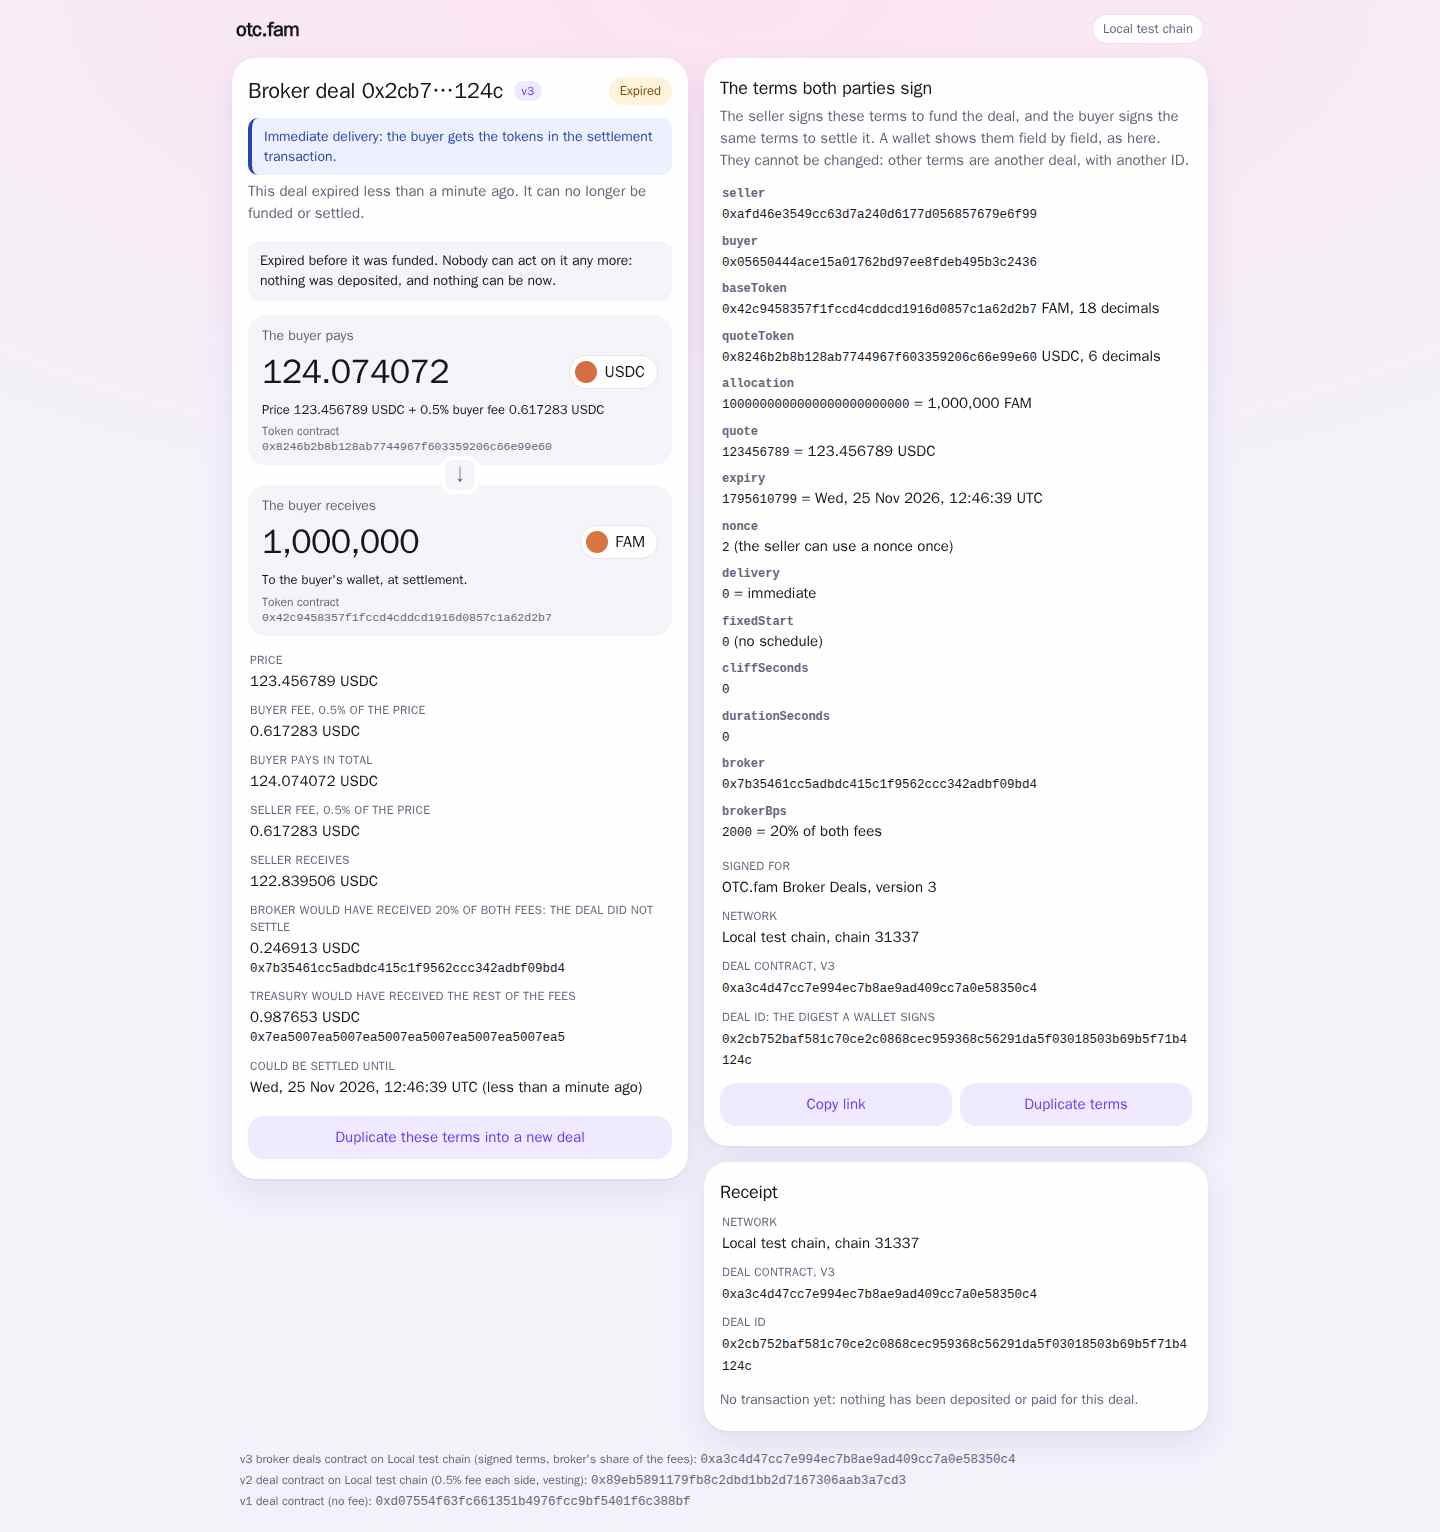 otc.fam
Local test chain
Broker deal 0x2cb7···124c
v3
Expired
Immediate delivery: the buyer gets the tokens in the settlement
transaction.
This deal expired less than a minute ago. It can no longer be
funded or settled.
Expired before it was funded. Nobody can act on it any more:
nothing was deposited, and nothing can be now.
The buyer pays
124.074072
USDC
Price 123.456789 USDC + 0.5% buyer fee 0.617283 USDC
Token contract
0x8246b2b8b128ab7744967f603359206c66e99e60
↓
The buyer receives
1,000,000
FAM
To the buyer's wallet, at settlement.
Token contract
0x42c9458357f1fccd4cddcd1916d0857c1a62d2b7
PRICE
123.456789 USDC
BUYER FEE, 0.5% OF THE PRICE
0.617283 USDC
BUYER PAYS IN TOTAL
124.074072 USDC
SELLER FEE, 0.5% OF THE PRICE
0.617283 USDC
SELLER RECEIVES
122.839506 USDC
BROKER WOULD HAVE RECEIVED 20% OF BOTH FEES: THE DEAL DID NOT
SETTLE
0.246913 USDC
0x7b35461cc5adbdc415c1f9562ccc342adbf09bd4
TREASURY WOULD HAVE RECEIVED THE REST OF THE FEES
0.987653 USDC
0x7ea5007ea5007ea5007ea5007ea5007ea5007ea5
COULD BE SETTLED UNTIL
Wed, 25 Nov 2026, 12:46:39 UTC (less than a minute ago)
Duplicate these terms into a new deal
The terms both parties sign
The seller signs these terms to fund the deal, and the buyer signs the
same terms to settle it. A wallet shows them field by field, as here.
They cannot be changed: other terms are another deal, with another ID.
seller
0xafd46e3549cc63d7a240d6177d056857679e6f99
buyer
0x05650444ace15a01762bd97ee8fdeb495b3c2436
baseToken
0x42c9458357f1fccd4cddcd1916d0857c1a62d2b7 FAM, 18 decimals
quoteToken
0x8246b2b8b128ab7744967f603359206c66e99e60 USDC, 6 decimals
allocation
1000000000000000000000000 = 1,000,000 FAM
quote
123456789 = 123.456789 USDC
expiry
1795610799 = Wed, 25 Nov 2026, 12:46:39 UTC
nonce
2 (the seller can use a nonce once)
delivery
0 = immediate
fixedStart
0 (no schedule)
cliffSeconds
0
durationSeconds
0
broker
0x7b35461cc5adbdc415c1f9562ccc342adbf09bd4
brokerBps
2000 = 20% of both fees
SIGNED FOR
OTC.fam Broker Deals, version 3
NETWORK
Local test chain, chain 31337
DEAL CONTRACT, V3
0xa3c4d47cc7e994ec7b8ae9ad409cc7a0e58350c4
DEAL ID: THE DIGEST A WALLET SIGNS
0x2cb752baf581c70ce2c0868cec959368c56291da5f03018503b69b5f71b4
124c
Copy link
Duplicate terms
Receipt
NETWORK
Local test chain, chain 31337
DEAL CONTRACT, V3
0xa3c4d47cc7e994ec7b8ae9ad409cc7a0e58350c4
DEAL ID
0x2cb752baf581c70ce2c0868cec959368c56291da5f03018503b69b5f71b4
124c
No transaction yet: nothing has been deposited or paid for this deal.
v3 broker deals contract on Local test chain (signed terms, broker's share of the fees): 0xa3c4d47cc7e994ec7b8ae9ad409cc7a0e58350c4
v2 deal contract on Local test chain (0.5% fee each side, vesting): 0x89eb5891179fb8c2dbd1bb2d7167306aab3a7cd3
v1 deal contract (no fee): 0xd07554f63fc661351b4976fcc9bf5401f6c388bf